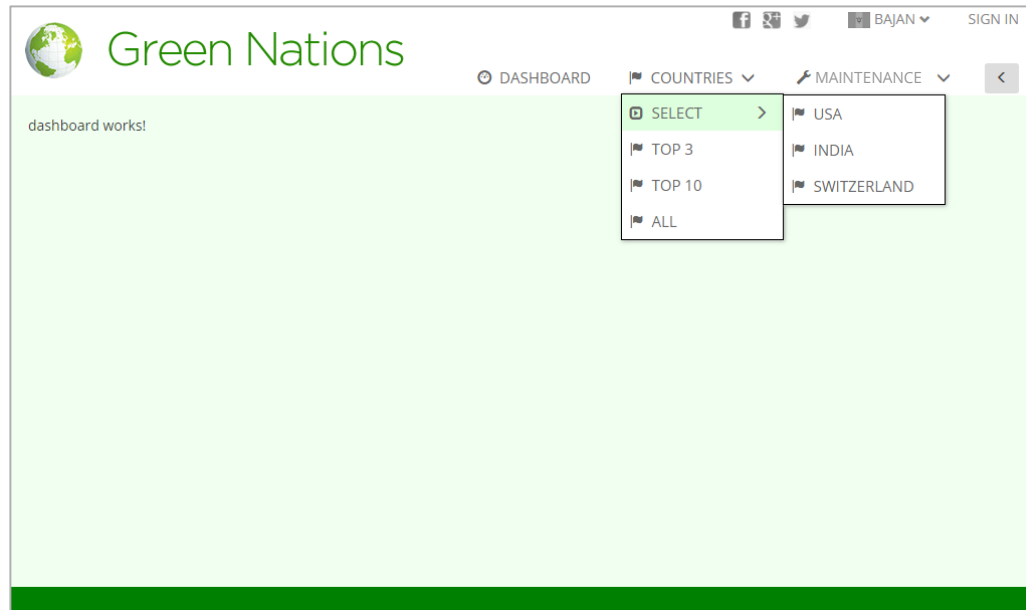 BAJAN SIGN IN
Green Nations
DASHBOARD COUNTRIES MAINTENANCE
dashboard works!
SELECT
TOP 3
TOP 10
ALL
USA
INDIA
SWITZERLAND